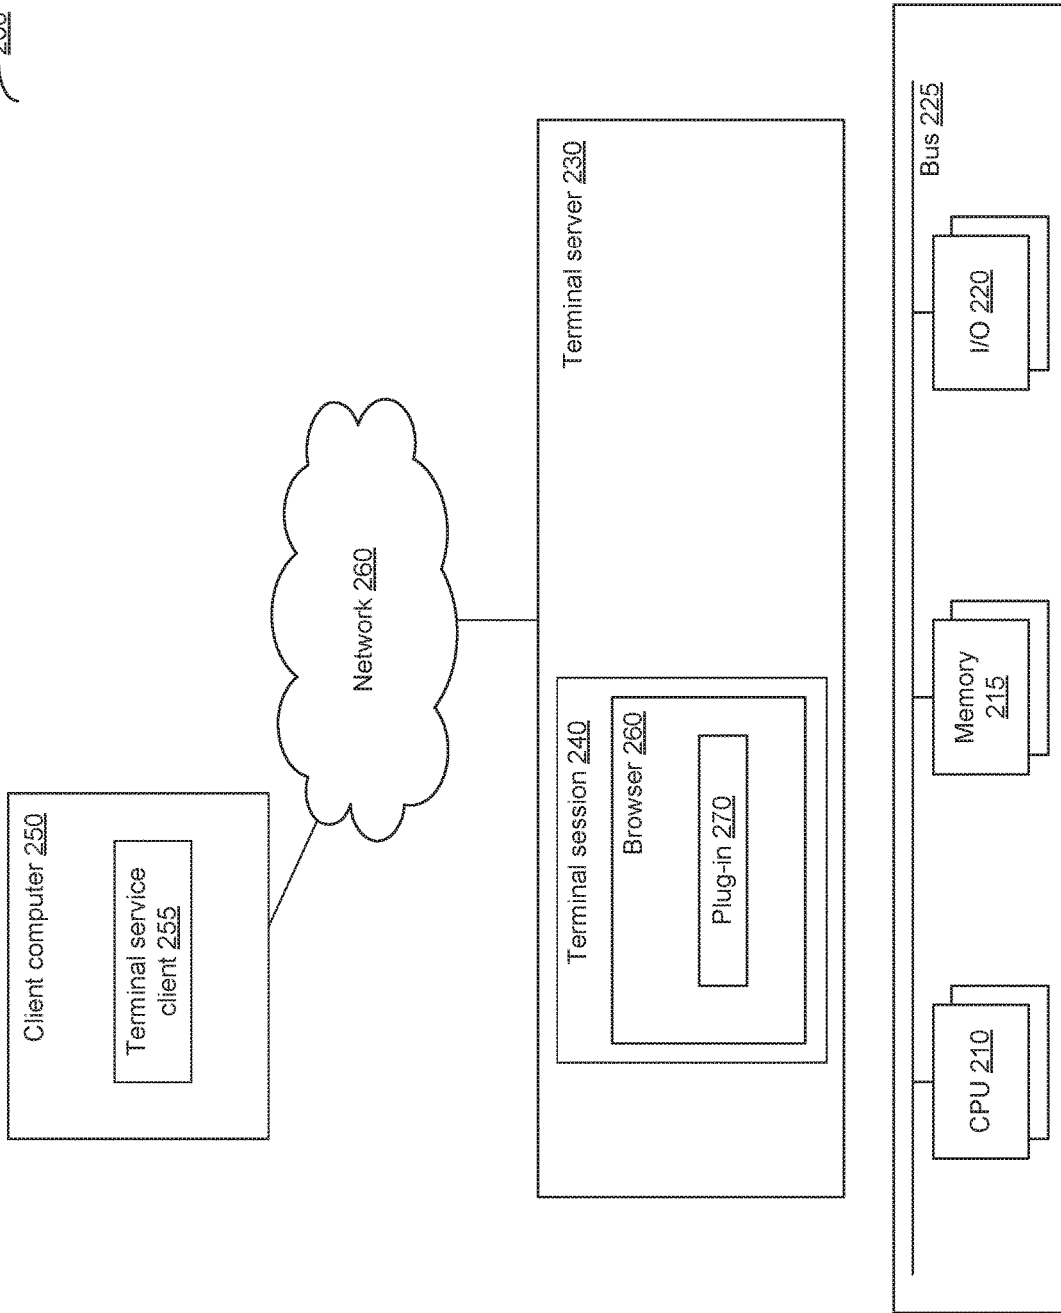 Client computer 250
Terminal service
client 255
Network 260
Terminal server 230
Terminal session 240
Browser 260
Plug-in 270
Bus 225
CPU 210
Memory
215
I/O 220